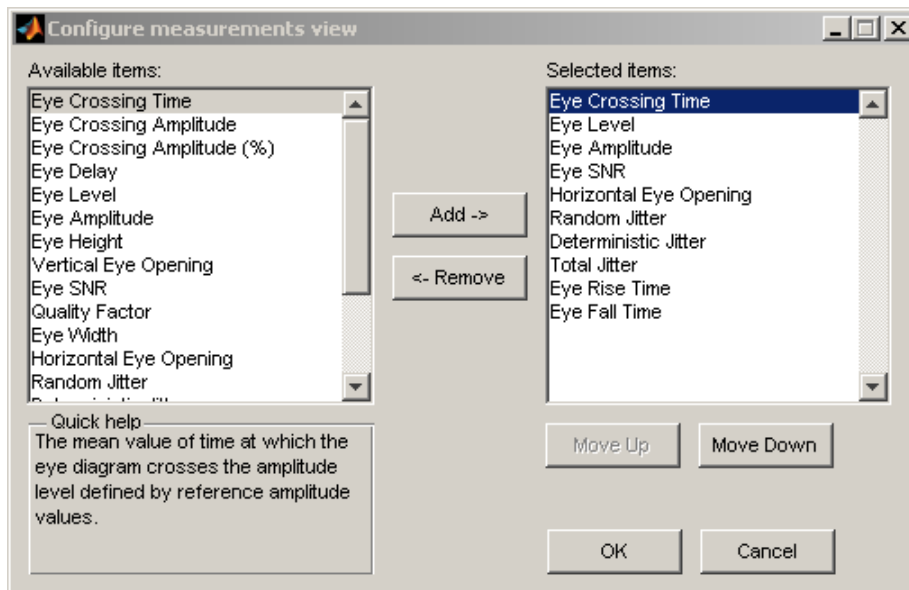 Configure measurements view
Available items:
Eye Crossing Time
Eye Crossing Amplitude
Eye Crossing Amplitude (%)
Eye Delay
Eye Level
Eye Amplitude
Eye Height
Vertical Eye Opening
Eye SNR
Quality Factor
Eye Width
Horizontal Eye Opening
Random Jitter
Add ->
<- Remove
Selected items:
Eye Crossing Time
Eye Level
Eye Amplitude
Eye SNR
Horizontal Eye Opening
Random Jitter
Deterministic Jitter
Total Jitter
Eye Rise Time
Eye Fall Time
Quick help
The mean value of time at which the
eye diagram crosses the amplitude
level defined by reference amplitude
values.
Move Up
Move Down
OK
Cancel